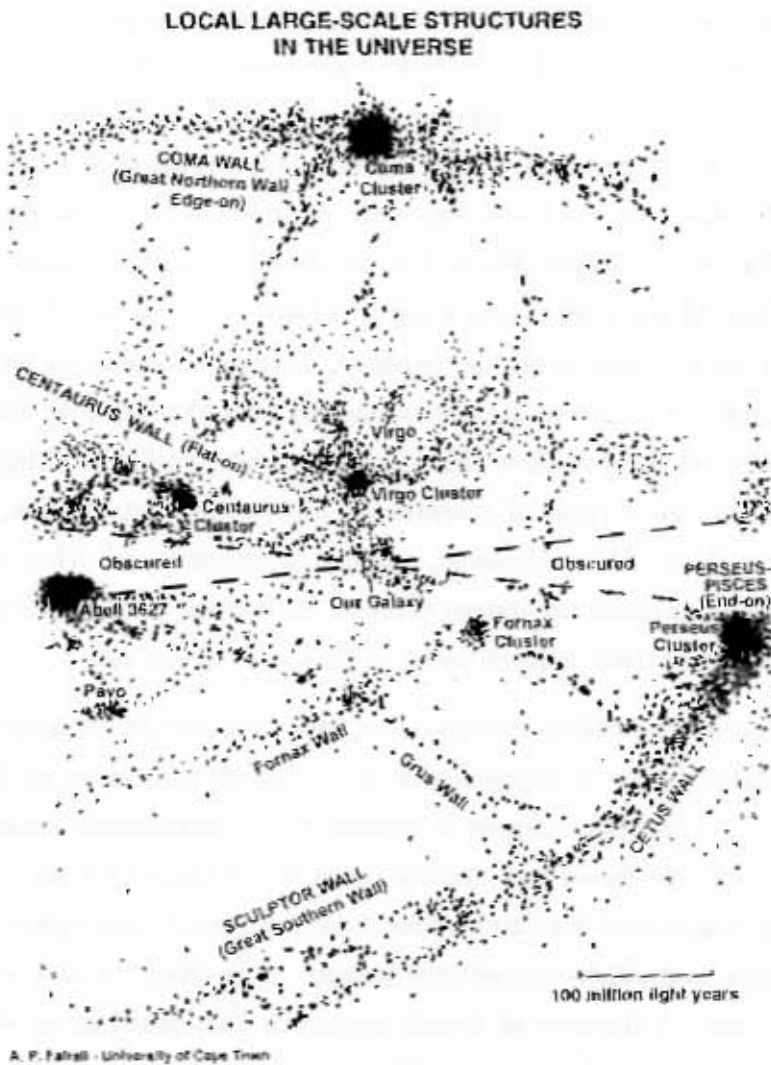 LOCAL LARGE-SCALE STRUCTURES
IN THE UNIVERSE
COMA WALL
(Great Northern Wall
Edge-on)
Coma
Cluster
CENTAURUS WALL (Flat-on)
Virgo
Virgo Cluster
Centaurus
Cluster
Obscured
Obscured
PERSEUS-
PISCES
(End-on)
Abell 3627
Our Galaxy
Fornax
Cluster
Perseus
Cluster
Pavo
Fornax Wall
Grus Wall
CETUS WALL
SCULPTOR WALL
(Great Southern Wall)
100 million light years
A. P. Fairall - University of Cape Town